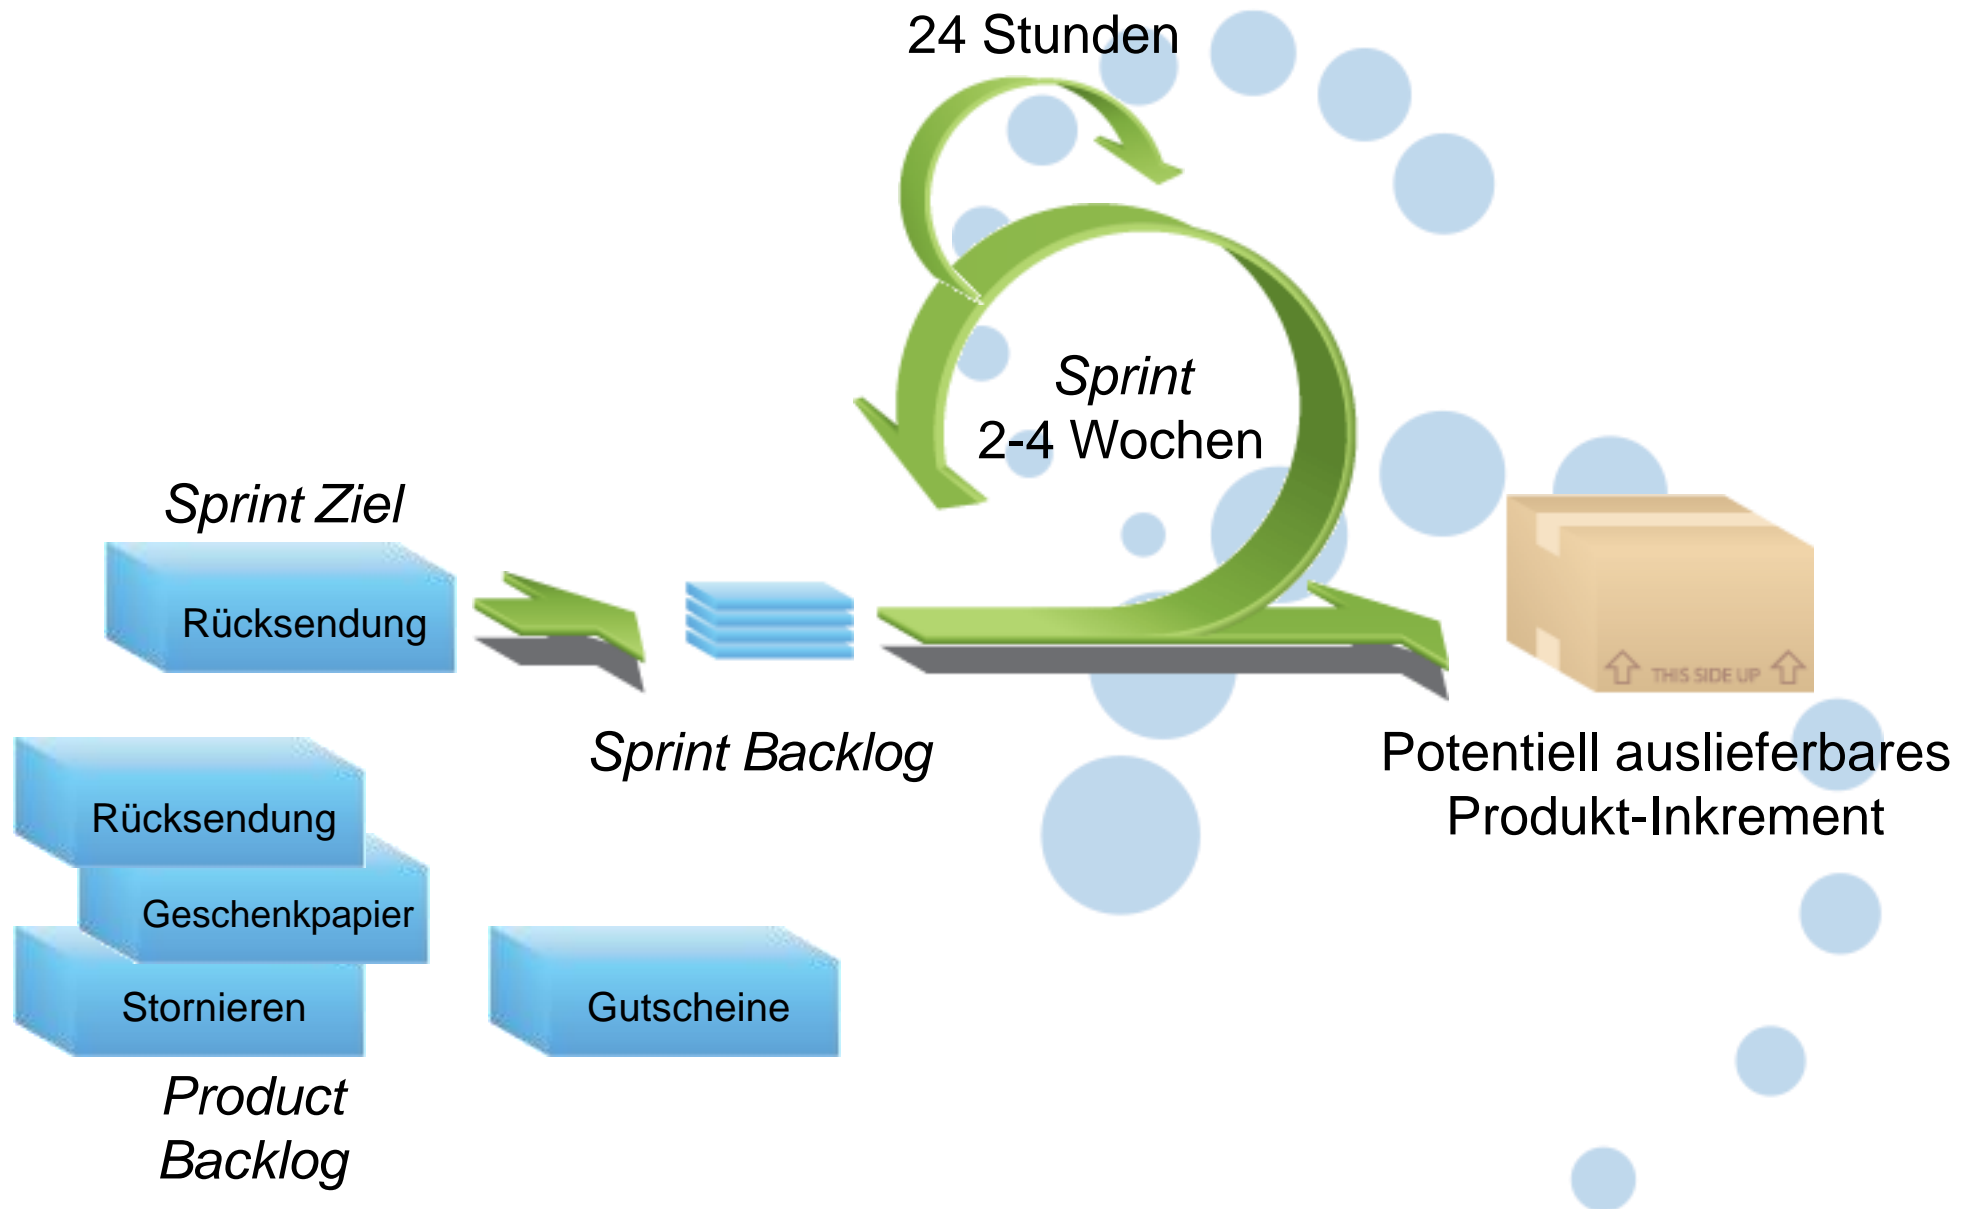 24 Stunden
Sprint
2-4 Wochen
Sprint Ziel
Rücksendung
THIS SIDE UP
Sprint Backlog
Potentiell auslieferbares
Produkt-Inkrement
Rücksendung
Geschenkpapier
Stornieren
Gutscheine
Product
Backlog